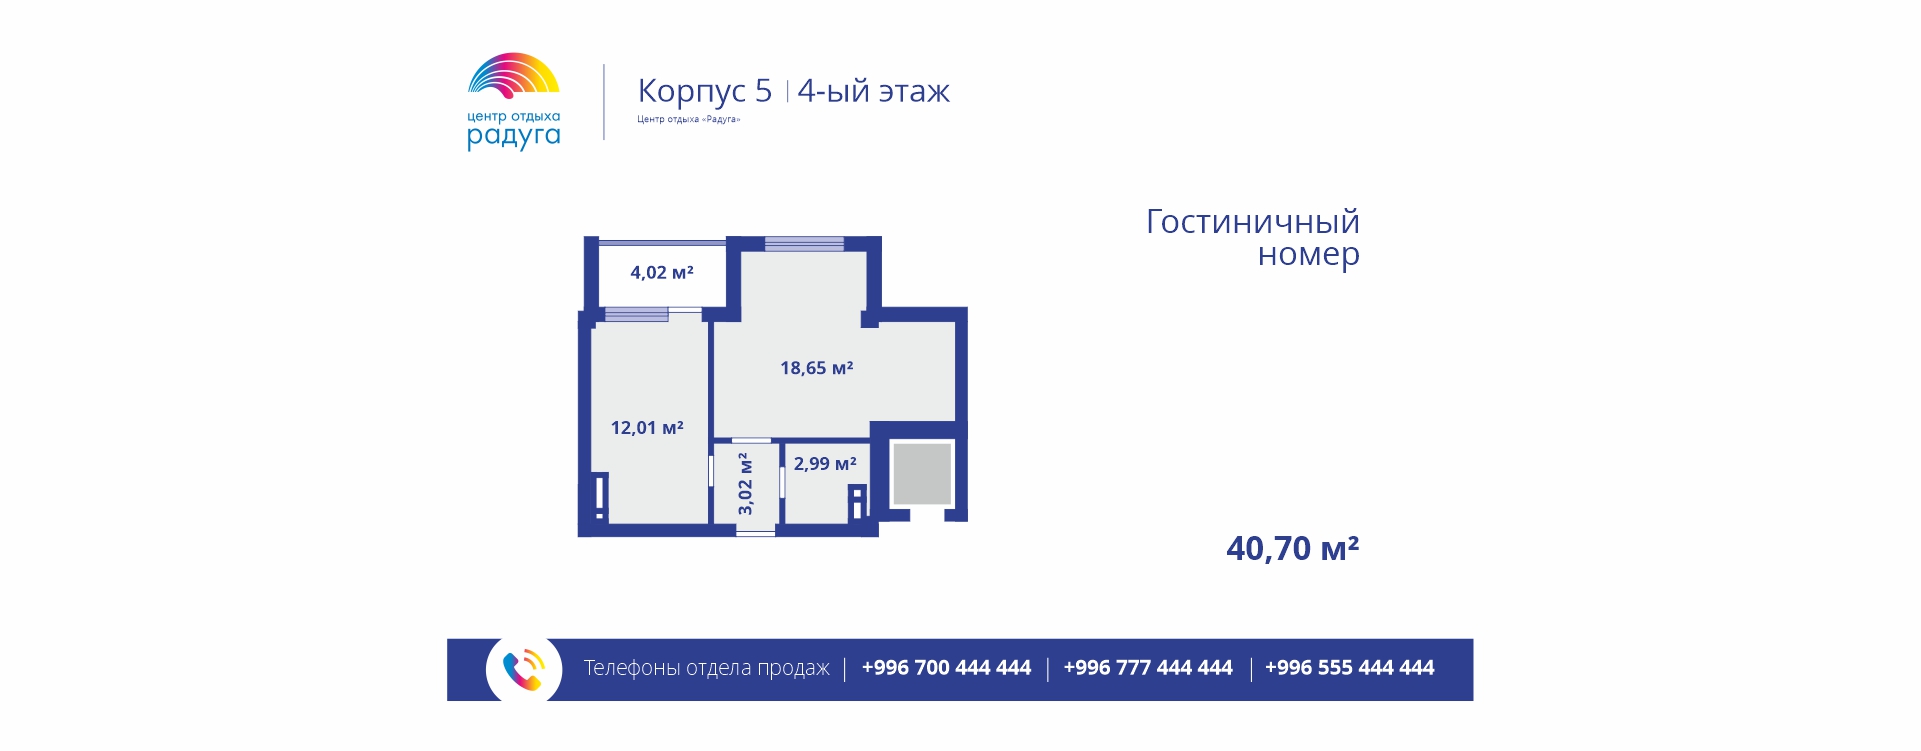 центр отдыха
радуга
Корпус 5 | 4-ый этаж
Центр отдыха «Радуга»
Гостиничный
номер
4,02 м²
18,65 м²
12,01 м²
2,99 м²
3,02 м²
40,70 м²
Телефоны отдела продаж | +996 700 444 444 | +996 777 444 444 | +996 555 444 444